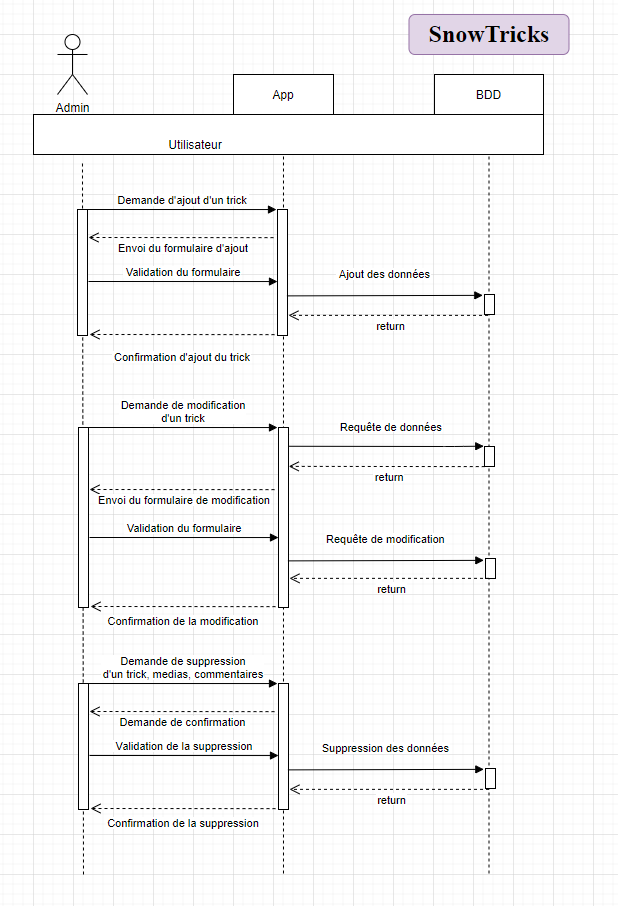 SnowTricks
Admin
App
BDD
Utilisateur
Demande d'ajout d'un trick
Envoi du formulaire d'ajout
Validation du formulaire
Ajout des données
return
Confirmation d'ajout du trick
Demande de modification
d'un trick
Requête de données
return
Envoi du formulaire de modification
Validation du formulaire
Requête de modification
return
Confirmation de la modification
Demande de suppression
d'un trick, medias, commentaires
Demande de confirmation
Validation de la suppression
Suppression des données
return
Confirmation de la suppression